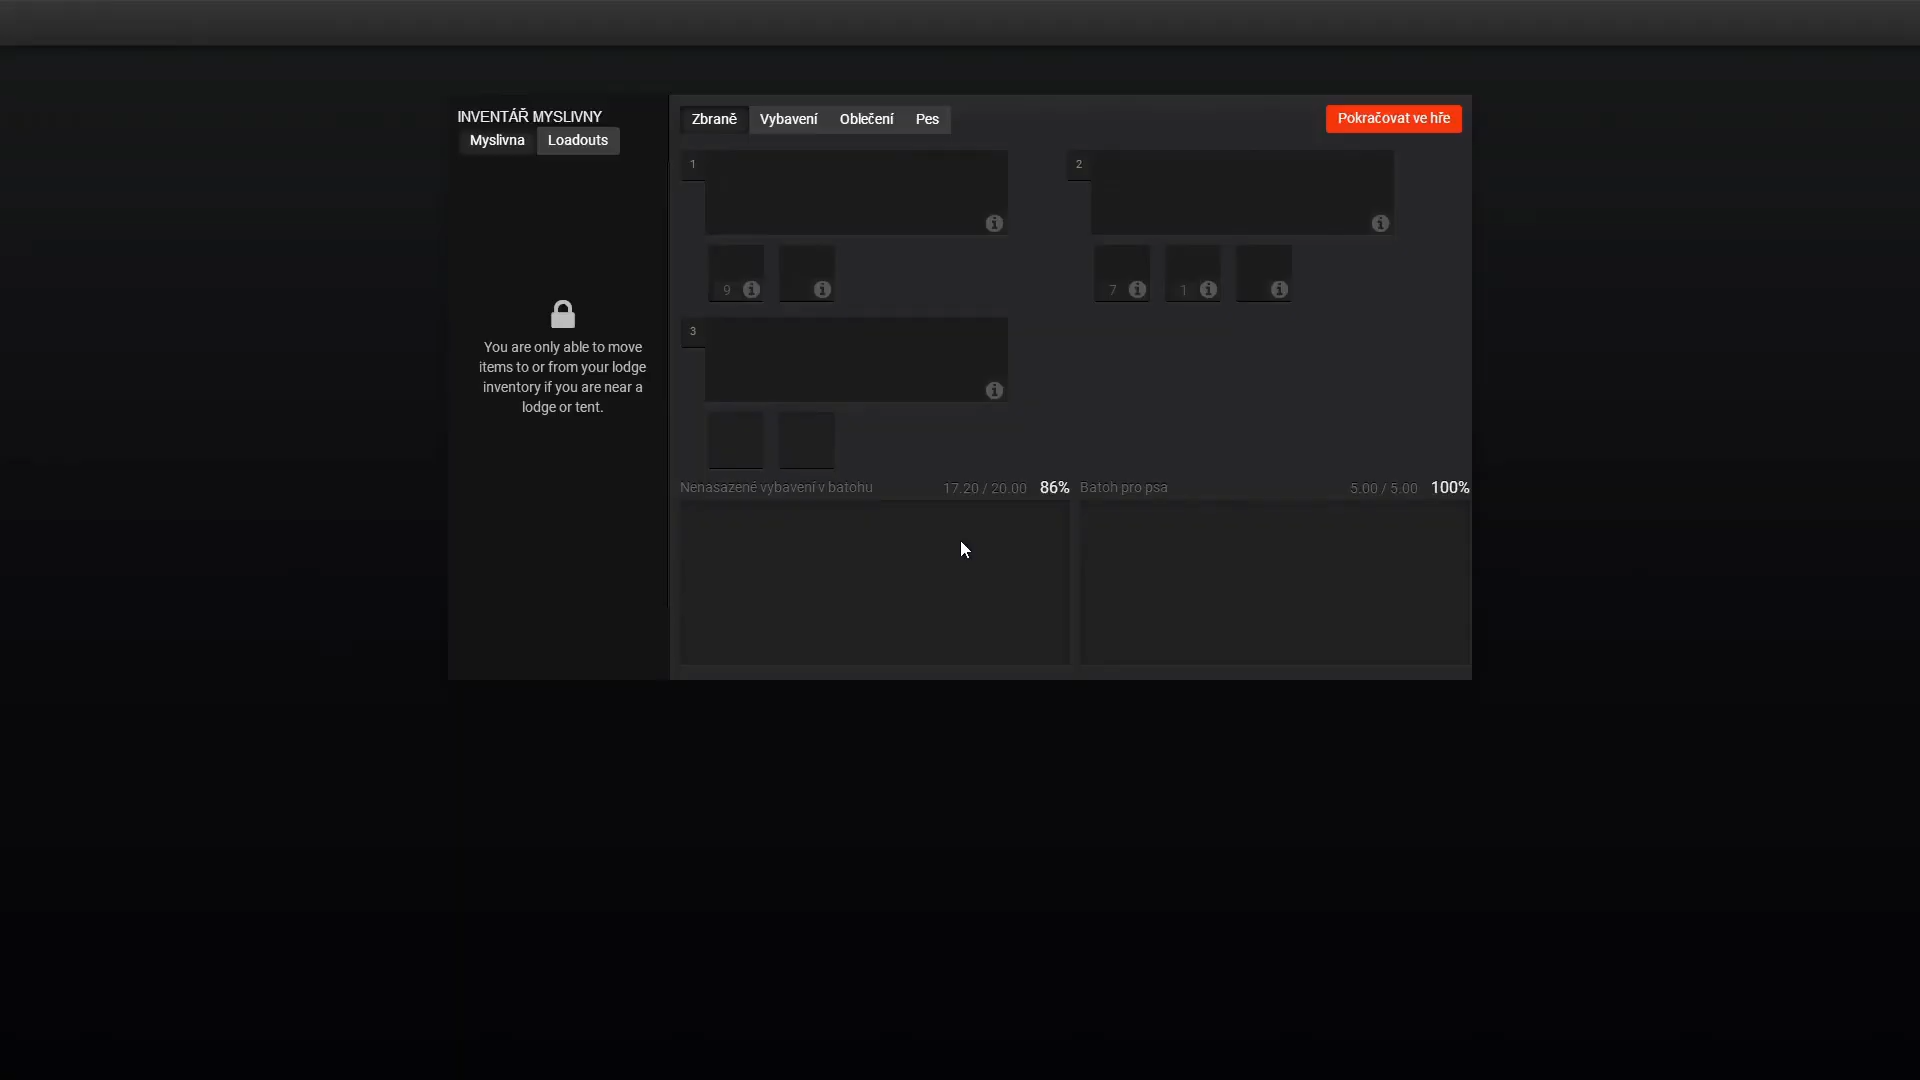 INVENTÁŘ MYSLIVNY
Myslivna Loadouts
You are only able to move
items to or from your lodge
inventory if you are near a
lodge or tent.
Zbraně Vybavení Oblečení Pes
Pokračovat ve hře
1
9
2
7 1
3
Nenasazené vybavení v batohu 17.20 / 20.00 86%
Batoh pro psa 5.00 / 5.00 100%